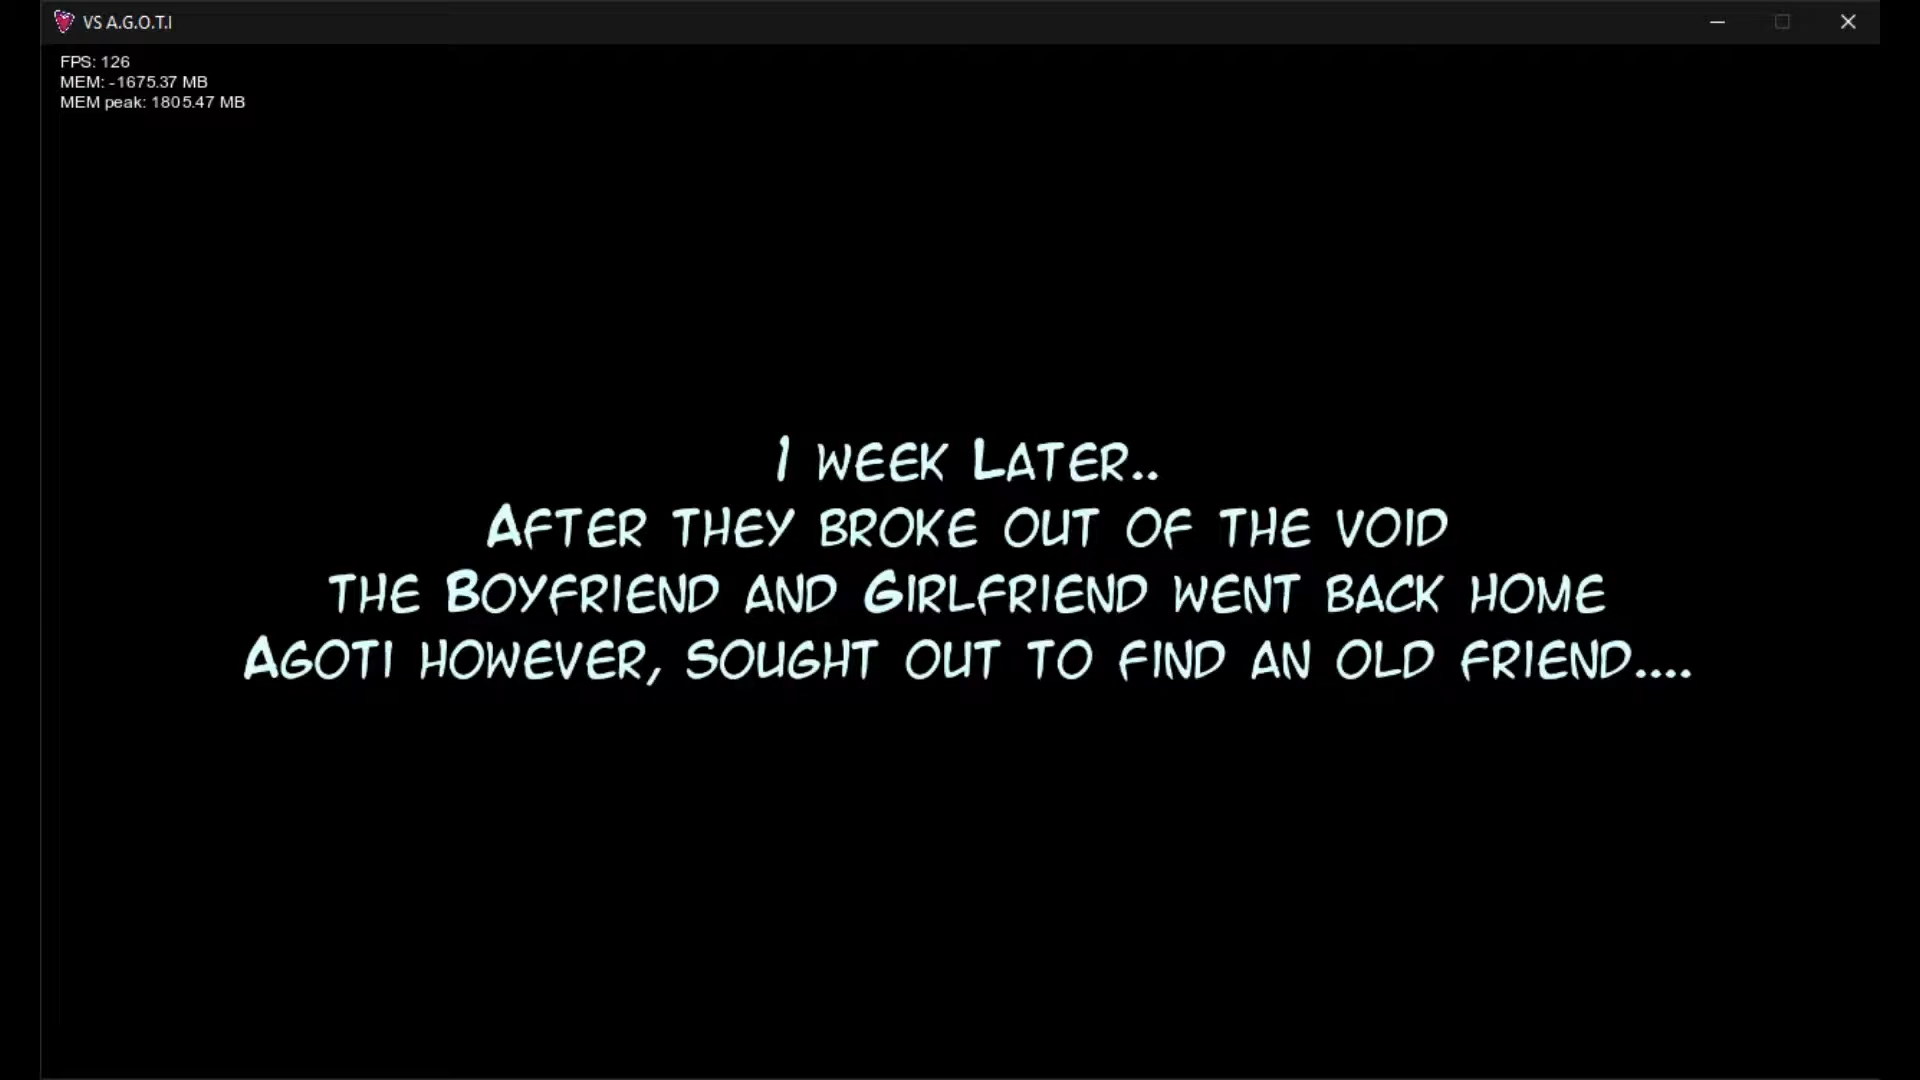 VS A.G.O.T.I
FPS: 126
MEM: -1675.37 MB
MEM peak: 1805.47 MB
1 week Later..
After they broke out of the void
the Boyfriend and Girlfriend went back home
Agoti however, sought out to find an old friend....